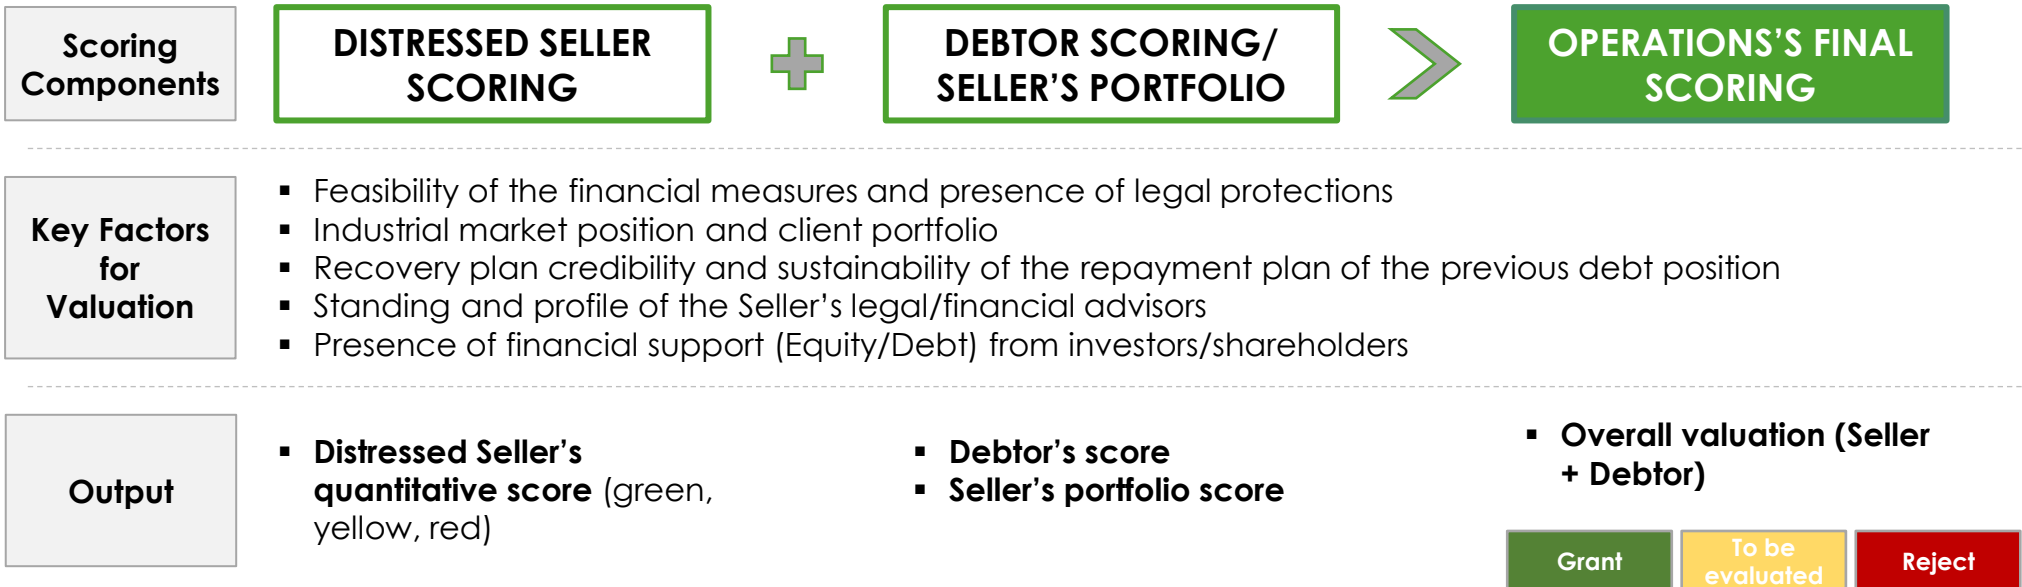 Scoring
Components
DISTRESSED SELLER
SCORING
DEBTOR SCORING/
SELLER’S PORTFOLIO
OPERATIONS’S FINAL
SCORING
Key Factors
for
Valuation
▪ Feasibility of the financial measures and presence of legal protections
▪ Industrial market position and client portfolio
▪ Recovery plan credibility and sustainability of the repayment plan of the previous debt position
▪ Standing and profile of the Seller’s legal/financial advisors
▪ Presence of financial support (Equity/Debt) from investors/shareholders
Output
▪ Distressed Seller’s
quantitative score (green,
yellow, red)
▪ Debtor’s score
▪ Seller’s portfolio score
▪ Overall valuation (Seller
+ Debtor)
Grant
To be
evaluated
Reject